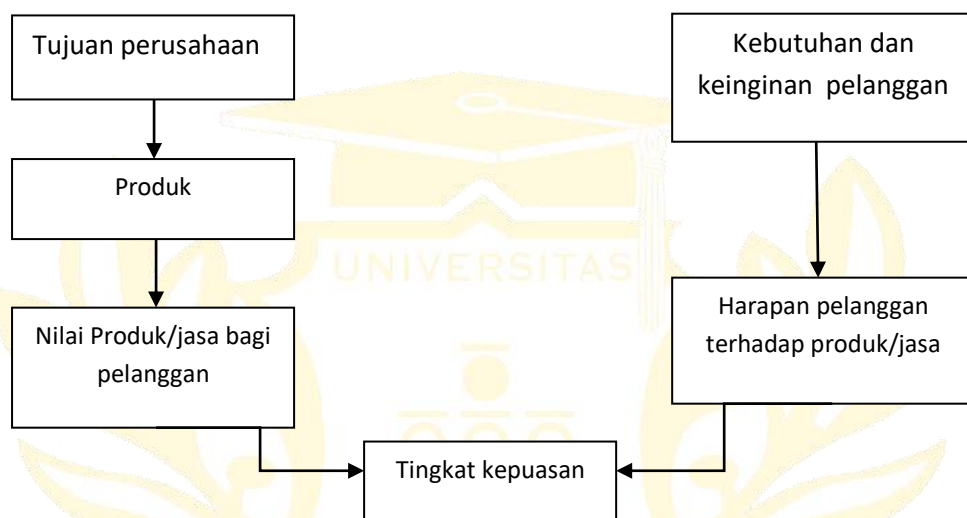 Tujuan perusahaan
Kebutuhan dan
keinginan pelanggan
Produk
UNIVERSITAS
Nilai Produk/jasa bagi
pelanggan
Harapan pelanggan
terhadap produk/jasa
Tingkat kepuasan